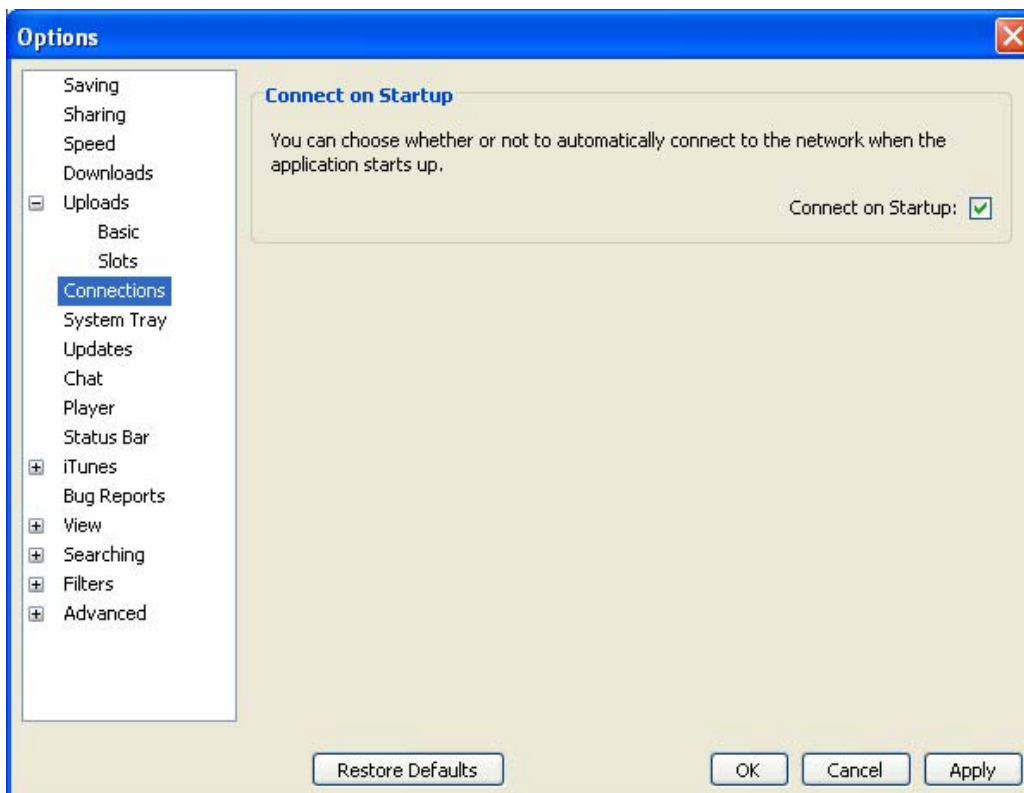 Options
Saving
Sharing
Speed
Downloads
Uploads
Basic
Slots
Connections
System Tray
Updates
Chat
Player
Status Bar
iTunes
Bug Reports
View
Searching
Filters
Advanced
Connect on Startup
You can choose whether or not to automatically connect to the network when the
application starts up.
Connect on Startup:
Restore Defaults
OK
Cancel
Apply